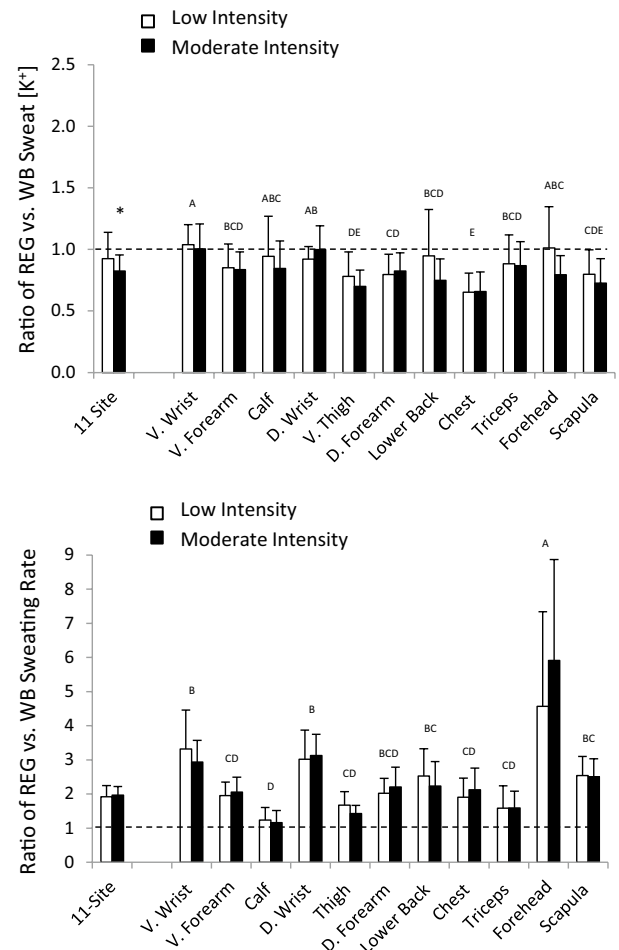 Low Intensity
Moderate Intensity
Ratio of REG vs. WB Sweat [K⁺]
2.5
2.0
1.5
1.0
0.5
0.0
*
A
BCD
ABC
AB
DE
CD
BCD
E
BCD
ABC
CDE
11 Site
V. Wrist
V. Forearm
Calf
D. Wrist
V. Thigh
D. Forearm
Lower Back
Chest
Triceps
Forehead
Scapula
Low Intensity
Moderate Intensity
Ratio of REG vs. WB Sweating Rate
9
8
7
6
5
4
3
2
1
0
B
CD
D
B
CD
BCD
BC
CD
CD
A
BC
11-Site
V. Wrist
V. Forearm
Calf
D. Wrist
Thigh
D. Forearm
Lower Back
Chest
Triceps
Forehead
Scapula